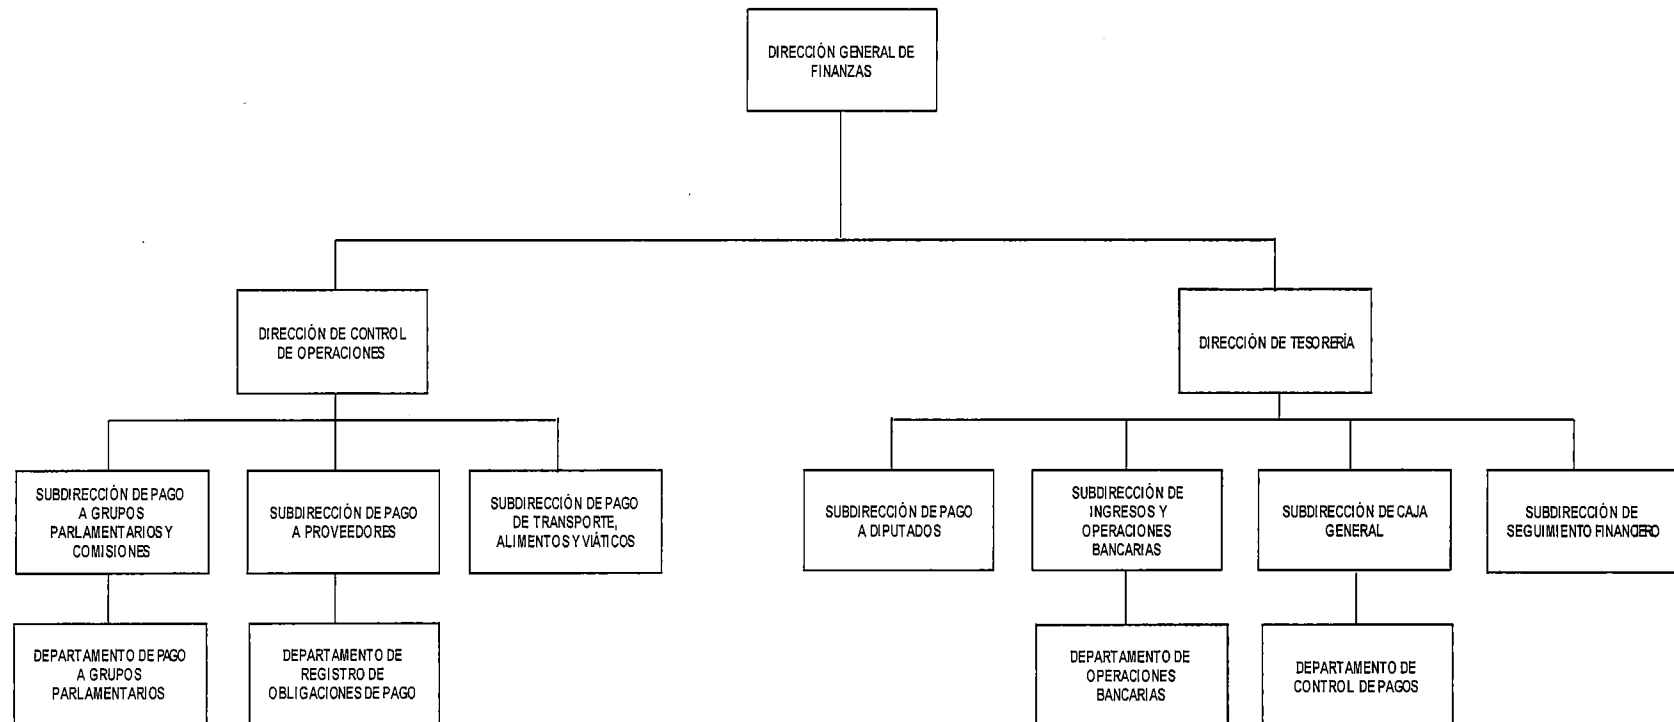 DIRECCIÓN GENERAL DE
FINANZAS
DIRECCIÓN DE CONTROL
DE OPERACIONES
DIRECCIÓN DE TESORERÍA
SUBDIRECCIÓN DE PAGO
A GRUPOS
PARLAMENTARIOS Y
COMISIONES
SUBDIRECCIÓN DE PAGO
A PROVEEDORES
SUBDIRECCIÓN DE PAGO
DE TRANSPORTE,
ALIMENTOS Y VIÁTICOS
SUBDIRECCIÓN DE PAGO
A DIPUTADOS
SUBDIRECCIÓN DE
INGRESOS Y
OPERACIONES
BANCARIAS
SUBDIRECCIÓN DE CAJA
GENERAL
SUBDIRECCIÓN DE
SEGUIMIENTO FINANCIERO
DEPARTAMENTO DE PAGO
A GRUPOS
PARLAMENTARIOS
DEPARTAMENTO DE
REGISTRO DE
OBLIGACIONES DE PAGO
DEPARTAMENTO DE
OPERACIONES
BANCARIAS
DEPARTAMENTO DE
CONTROL DE PAGOS